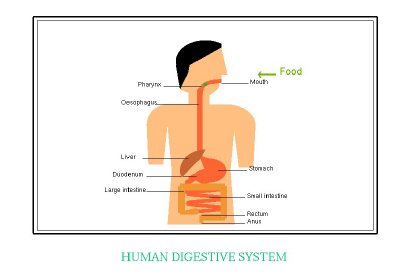 Food
Pharynx
Mouth
Oesophagus
Liver
Stomach
Duodenum
Large intestine
Small intestine
Rectum
Anus
HUMAN DIGESTIVE SYSTEM